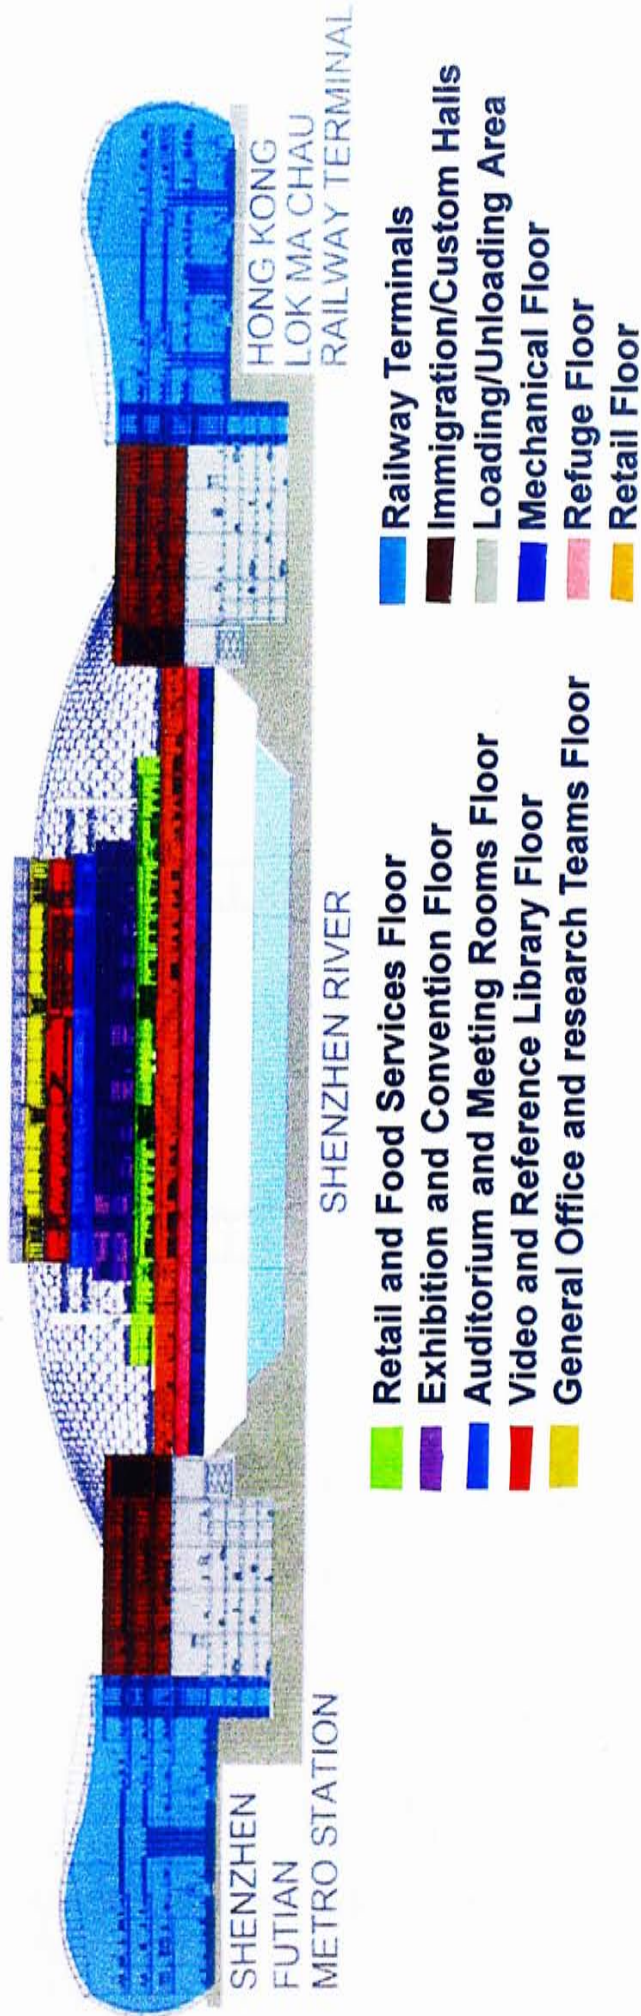 SHENZHEN
FUTIAN
METRO STATION
SHENZHEN RIVER
HONG KONG
LOK MA CHAU
RAILWAY TERMINAL
Retail and Food Services Floor
Exhibition and Convention Floor
Auditorium and Meeting Rooms Floor
Video and Reference Library Floor
General Office and research Teams Floor
Railway Terminals
Immigration/Custom Halls
Loading/Unloading Area
Mechanical Floor
Refuge Floor
Retail Floor